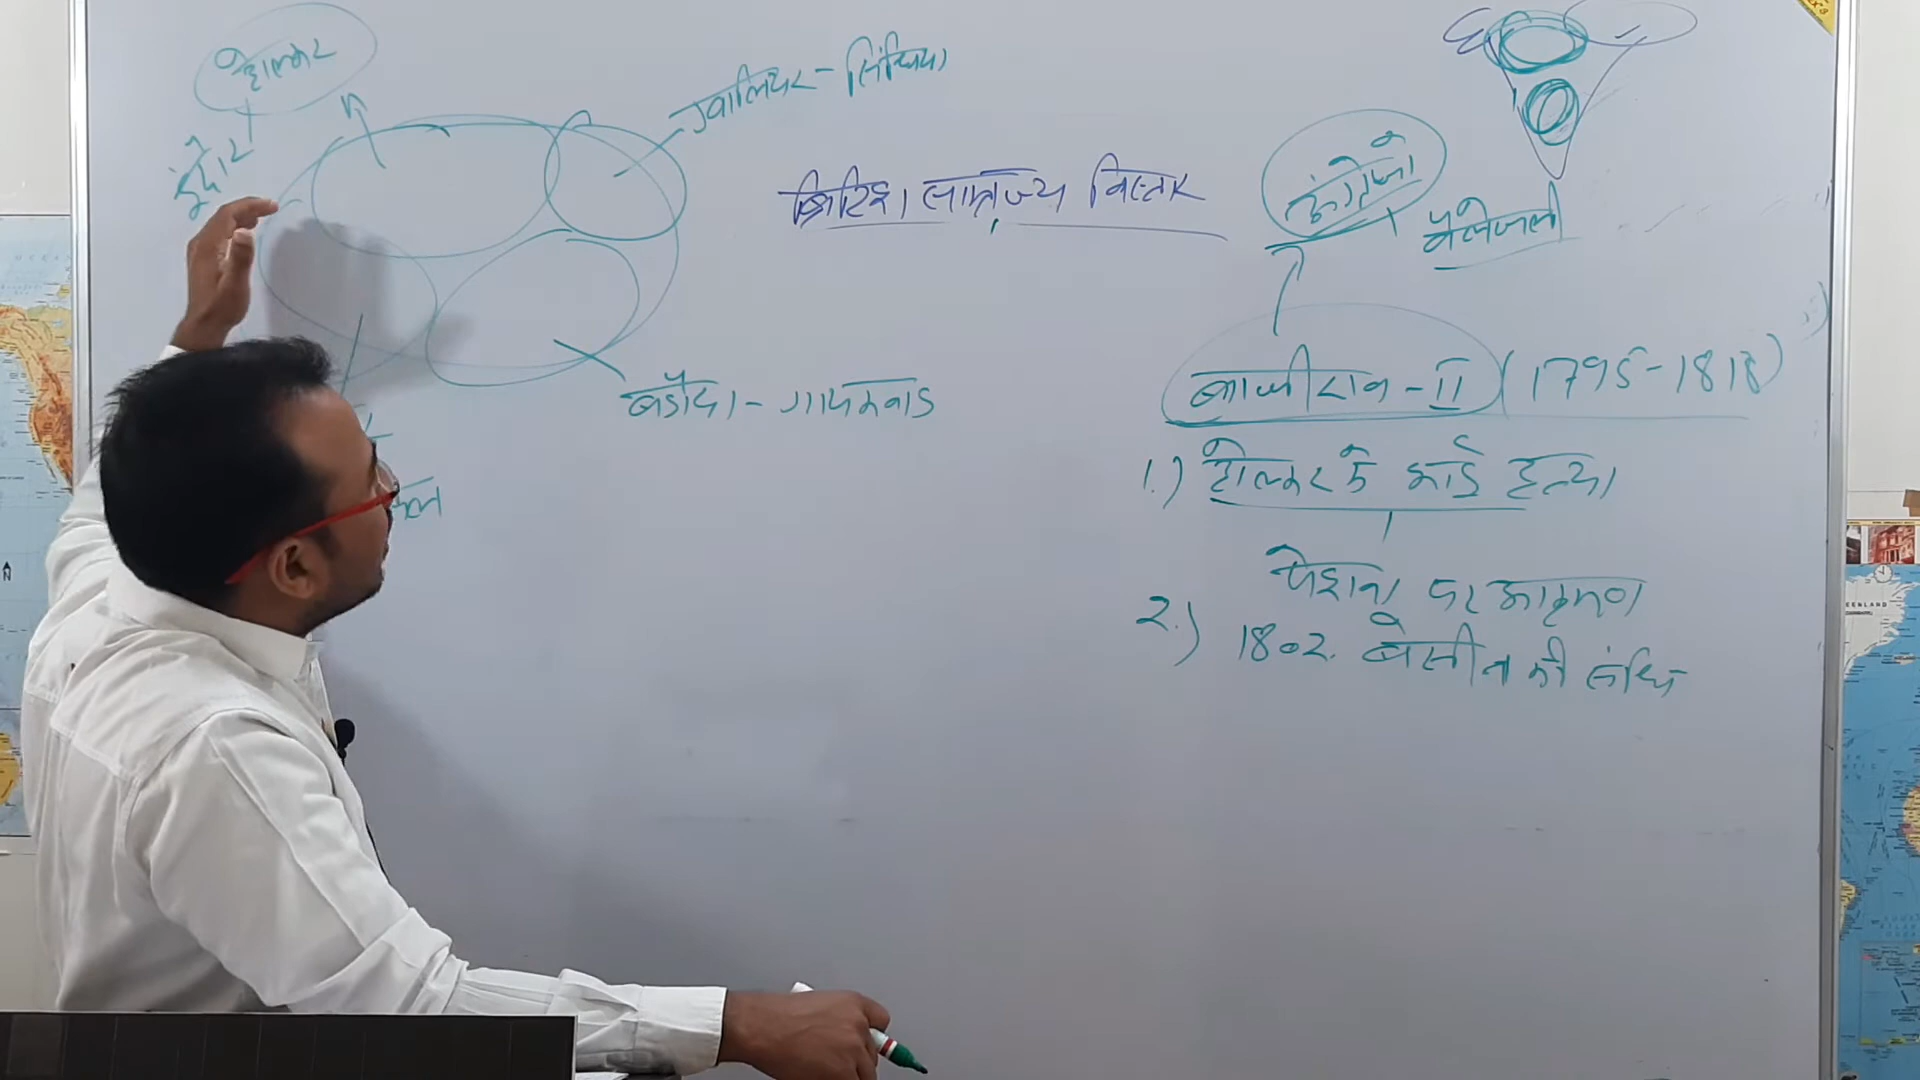 होल्कर
इंदौर
ग्वालियर - सिंधिया
ब्रिटिश साम्राज्य विस्तार
अंग्रेजो
वेलेजली
बड़ौदा - गायकवाड
बाजीराव - II (1795-1818)
1.) होल्कर के भाई हत्या
पेशवा पर आक्रमण
2.) 1802. बेसीन की संधि
N